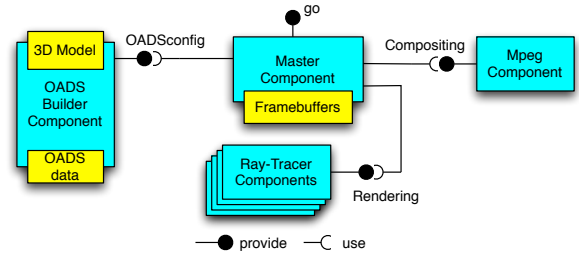 go
3D Model
OADSconfig
OADS
Builder
Component
OADS
data
Master
Component
Framebuffers
Compositing
Mpeg
Component
Ray-Tracer
Components
Rendering
provide
use